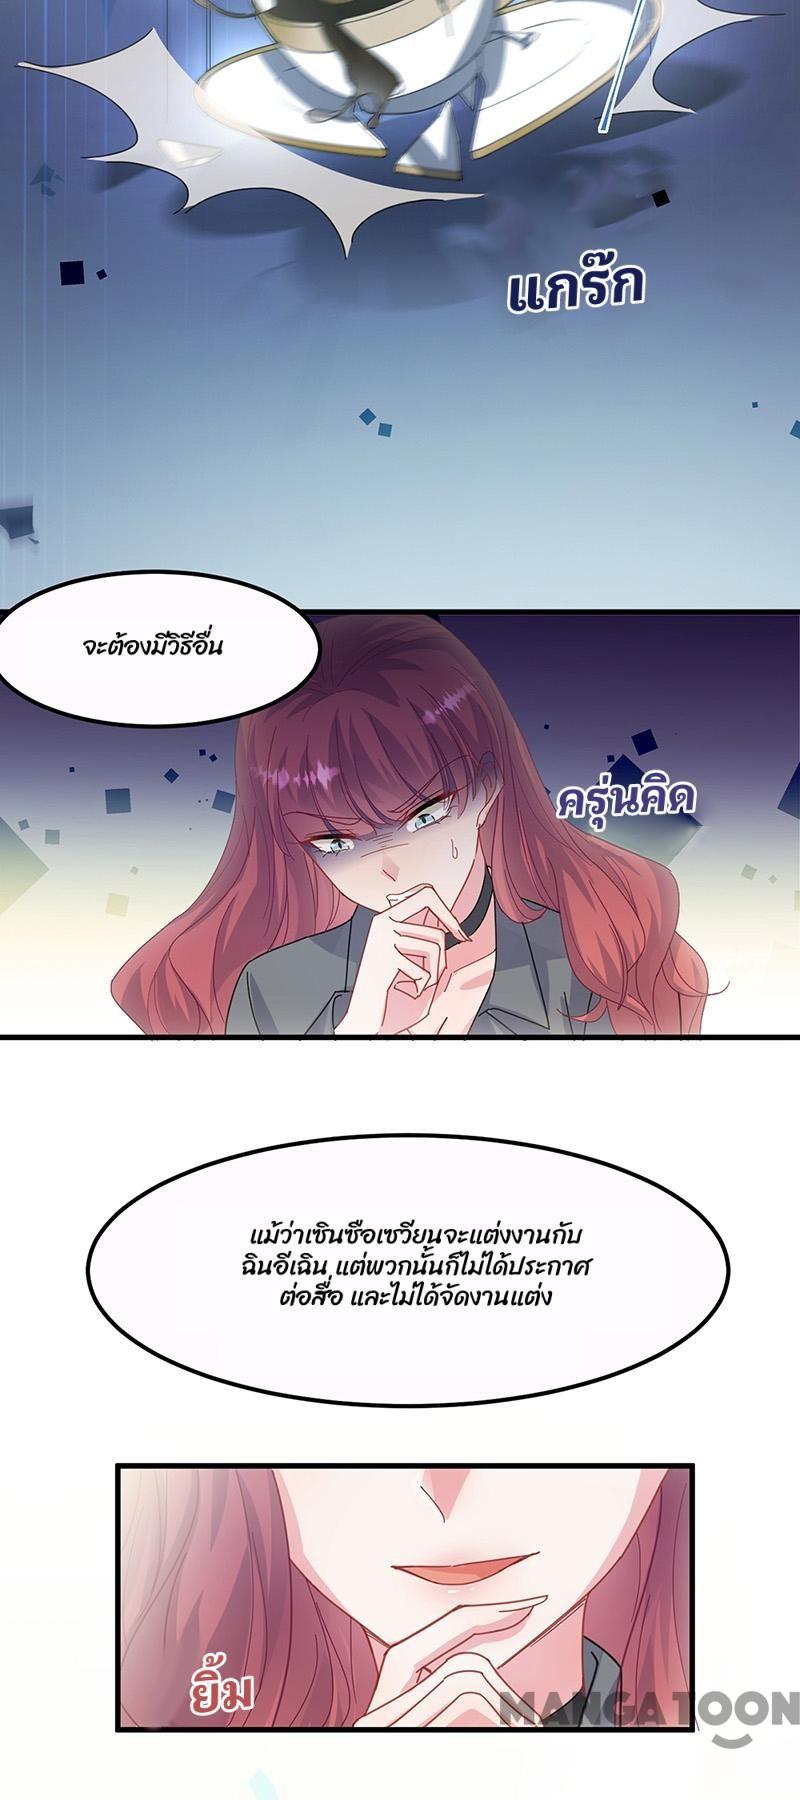 แกร๊ก
จะต้องมีวิธีอื่น
ครุ่นคิด
แม้ว่าเซินซือเซวียนจะแต่งงานกับ
ฉินอีเฉิน แต่พวกนั้นก็ไม่ได้ประกาศ
ต่อสื่อ และไม่ได้จัดงานแต่ง
ยิ้ม
MANGATOON